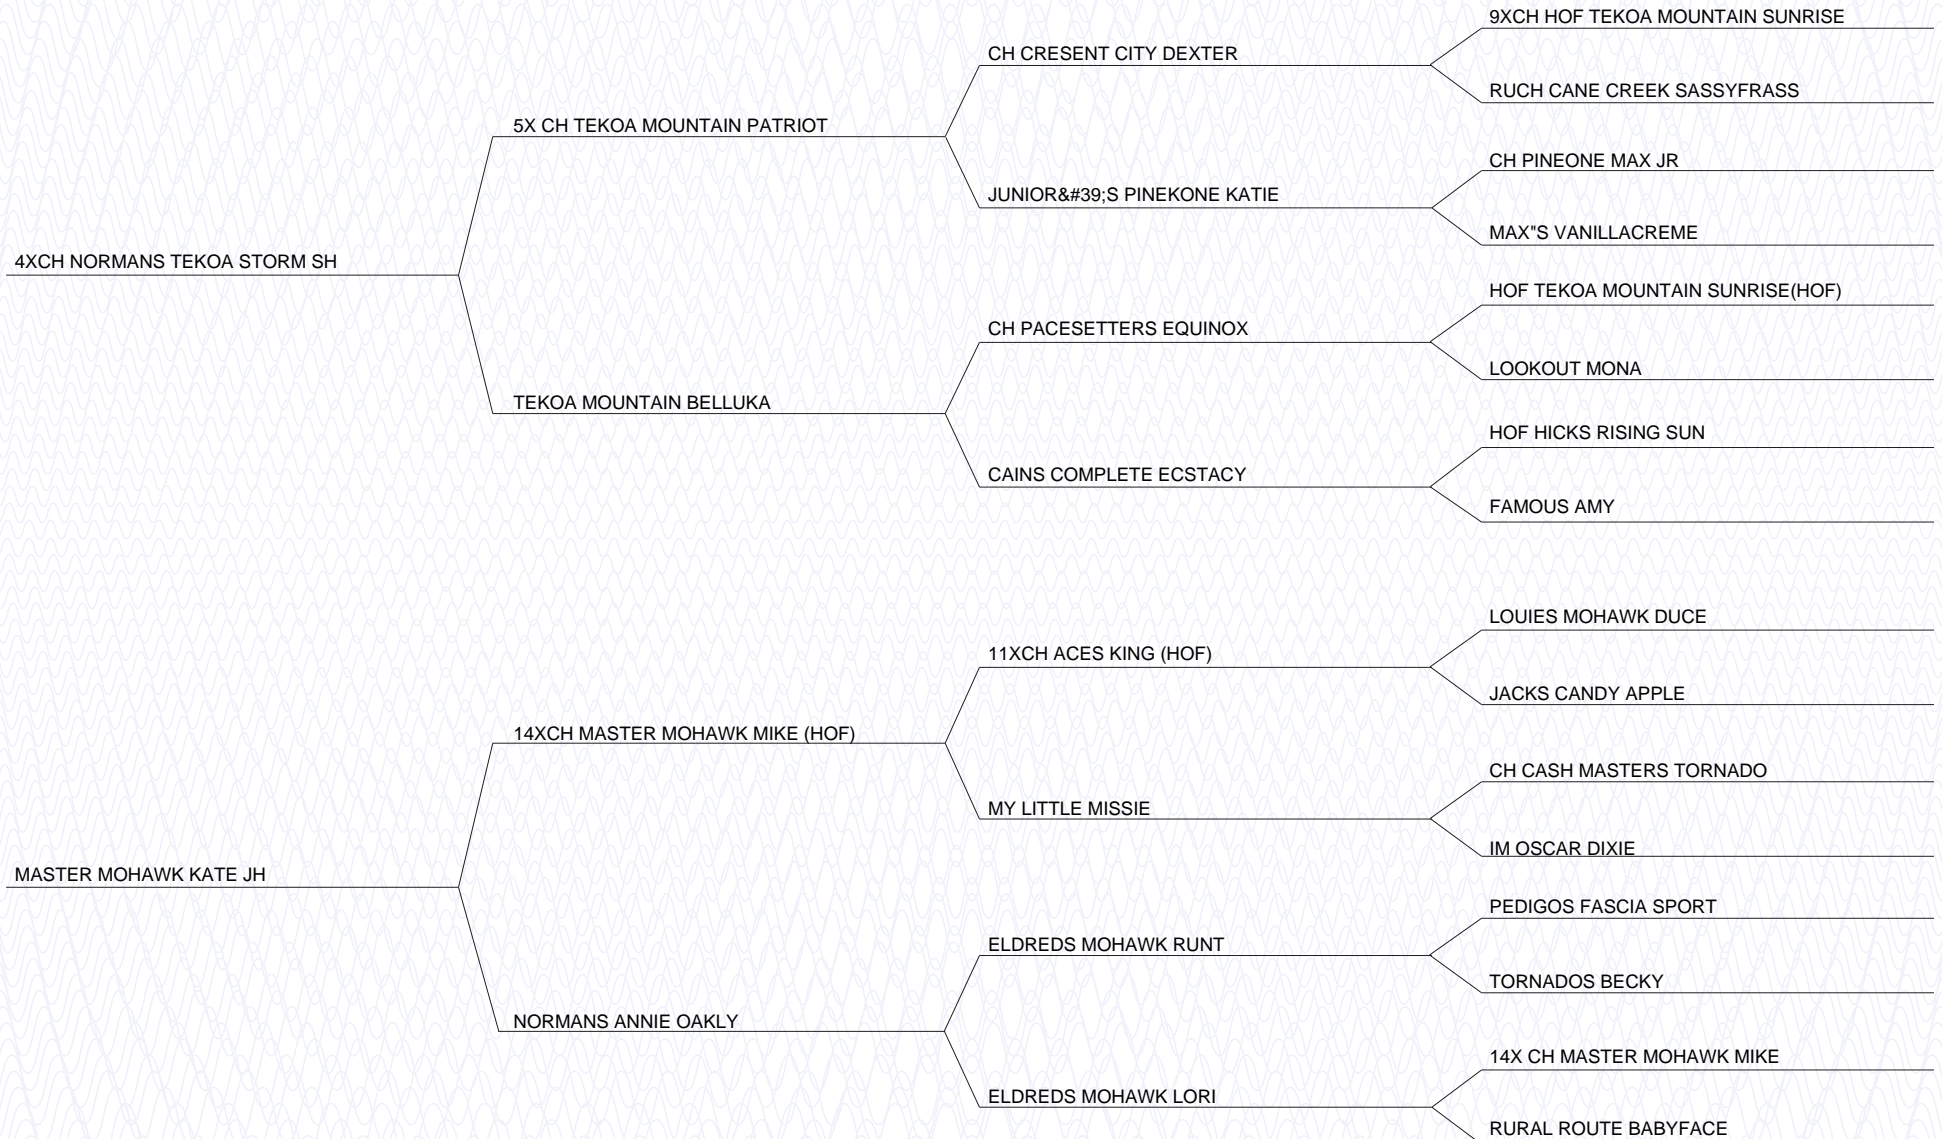 9XCH HOF TEKOA MOUNTAIN SUNRISE
CH CRESENT CITY DEXTER
RUCH CANE CREEK SASSYFRASS
5X CH TEKOA MOUNTAIN PATRIOT
CH PINEONE MAX JR
JUNIOR&#39;S PINEKONE KATIE
MAX"S VANILLACREME
4XCH NORMANS TEKOA STORM SH
HOF TEKOA MOUNTAIN SUNRISE(HOF)
CH PACESETTERS EQUINOX
LOOKOUT MONA
TEKOA MOUNTAIN BELLUKA
HOF HICKS RISING SUN
CAINS COMPLETE ECSTACY
FAMOUS AMY
LOUIES MOHAWK DUCE
11XCH ACES KING (HOF)
JACKS CANDY APPLE
14XCH MASTER MOHAWK MIKE (HOF)
CH CASH MASTERS TORNADO
MY LITTLE MISSIE
IM OSCAR DIXIE
MASTER MOHAWK KATE JH
PEDIGOS FASCIA SPORT
ELDREDS MOHAWK RUNT
TORNADOS BECKY
NORMANS ANNIE OAKLY
14X CH MASTER MOHAWK MIKE
ELDREDS MOHAWK LORI
RURAL ROUTE BABYFACE